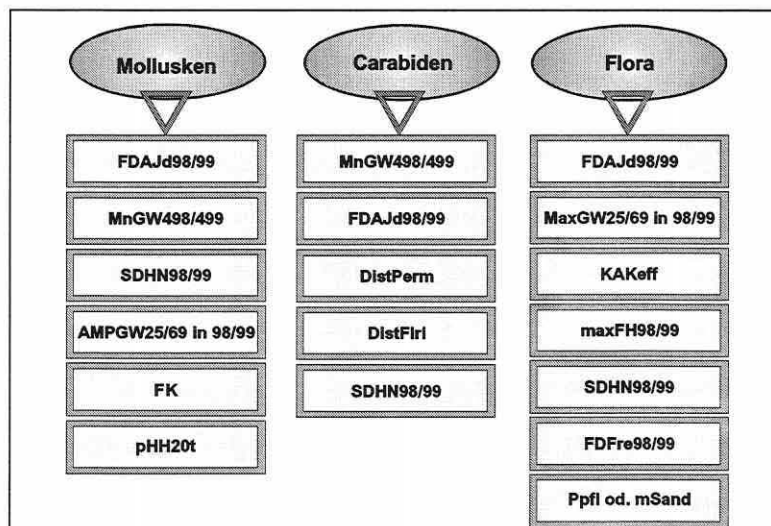 Mollusken
FDAJd98/99
MnGW498/499
SDHN98/99
AMPGW25/69 in 98/99
FK
pHH20t
Carabiden
MnGW498/499
FDAJd98/99
DistPerm
DistFlri
SDHN98/99
Flora
FDAJd98/99
MaxGW25/69 in 98/99
KAKeff
maxFH98/99
SDHN98/99
FDFre98/99
Ppfl od. mSand